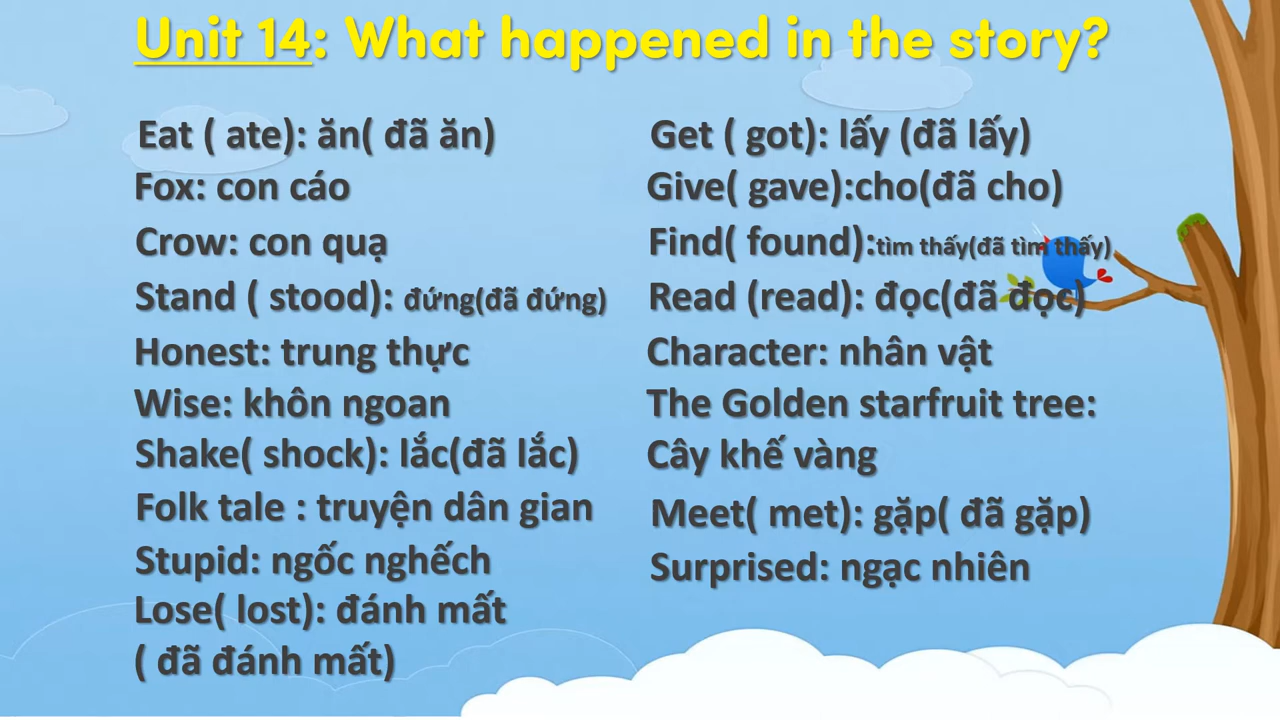 Unit 14: What happened in the story?
Eat ( ate): ăn( đã ăn)
Fox: con cáo
Crow: con quạ
Stand ( stood): đứng(đã đứng)
Honest: trung thực
Wise: khôn ngoan
Shake( shock): lắc(đã lắc)
Folk tale : truyện dân gian
Stupid: ngốc nghếch
Lose( lost): đánh mất
( đã đánh mất)
Get ( got): lấy (đã lấy)
Give( gave):cho(đã cho)
Find( found):tìm thấy(đã tìm thấy)
Read (read): đọc(đã đọc)
Character: nhân vật
The Golden starfruit tree:
Cây khế vàng
Meet( met): gặp( đã gặp)
Surprised: ngạc nhiên